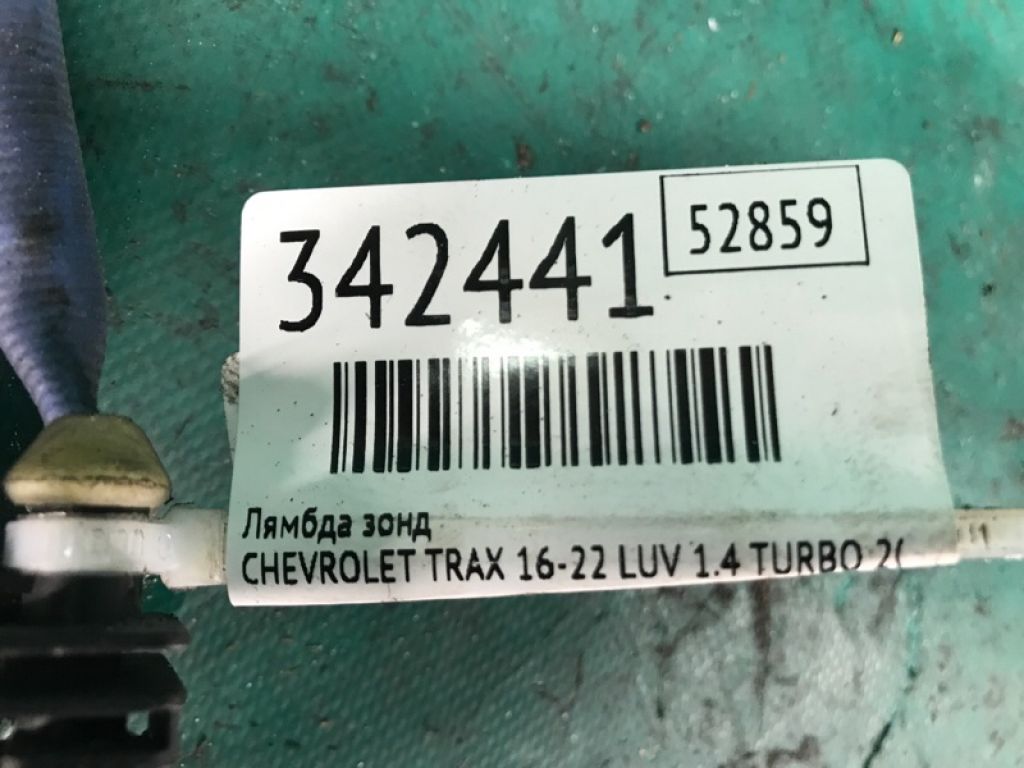 342441
52859
Лямбда зонд
CHEVROLET TRAX 16-22 LUV 1.4 TURBO